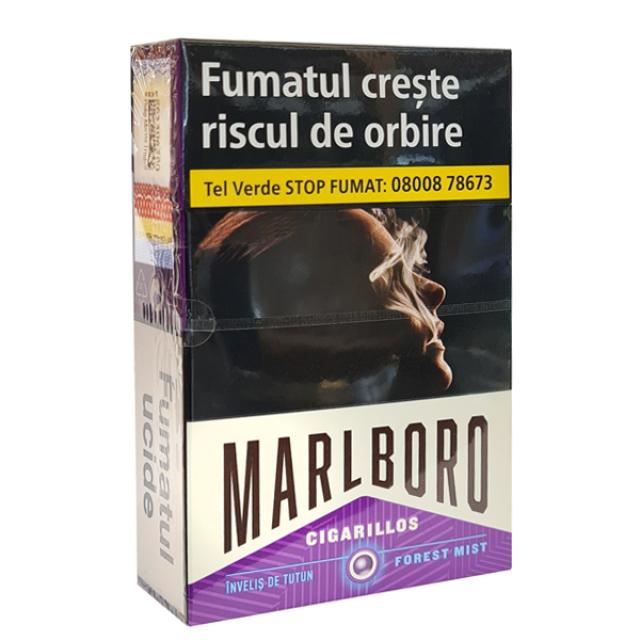 Fumatul crește
riscul de orbire
Tel Verde STOP FUMAT: 08008 78673
MARLBORO
CIGARILLOS
FOREST MIST
ÎNVELIȘ DE TUTUN
Fumatul
ucide